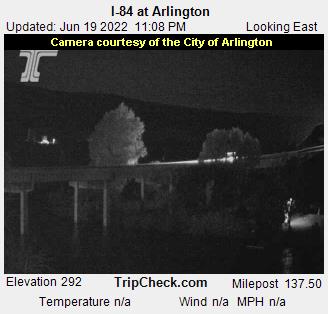 I-84 at Arlington
Updated: Jun 19 2022 11:08 PM Looking East
Camera courtesy of the City of Arlington
Elevation 292 TripCheck.com Milepost 137.50
Temperature n/a Wind n/a MPH n/a